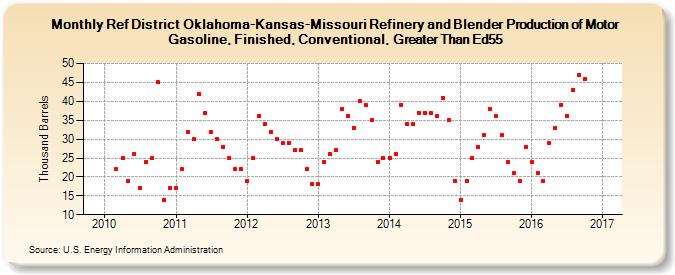 Monthly Ref District Oklahoma-Kansas-Missouri Refinery and Blender Production of Motor
Gasoline, Finished, Conventional, Greater Than Ed55
Thousand Barrels
50
45
40
35
30
25
20
15
10
2010 2011 2012 2013 2014 2015 2016 2017
Source: U.S. Energy Information Administration